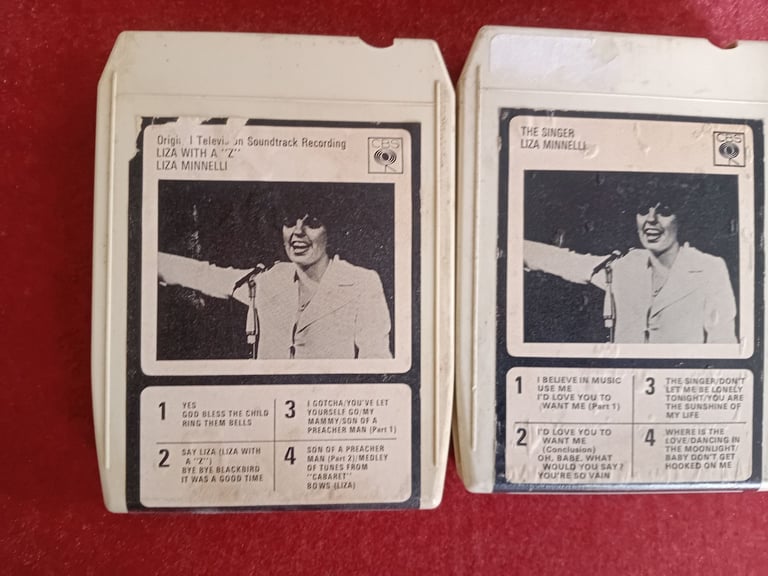 Origin l Televis on Soundtrack Recording
LIZA WITH A "Z"
LIZA MINNELLI
CBS
1
YES
GOD BLESS THE CHILD
RING THEM BELLS
2
SAY LIZA (LIZA WITH
A "Z")
BYE BYE BLACKBIRD
IT WAS A GOOD TIME
3
I GOTCHA/YOU'VE LET
YOURSELF GO/MY
MAMMY/SON OF A
PREACHER MAN (Part 1)
4
SON OF A PREACHER
MAN (Part 2)/MEDLEY
OF TUNES FROM
"CABARET"
BOWS (LIZA)
THE SINGER
LIZA MINNELLI
CBS
1
I BELIEVE IN MUSIC
USE ME
I'D LOVE YOU TO
WANT ME (Part 1)
2
I'D LOVE YOU TO
WANT ME
(Conclusion)
OH, BABE, WHAT
WOULD YOU SAY?
YOU'RE SO VAIN
3
THE SINGER/DON'T
LET ME BE LONELY
TONIGHT/YOU ARE
THE SUNSHINE OF
MY LIFE
4
WHERE IS THE
LOVE/DANCING IN
THE MOONLIGHT/
BABY DON'T GET
HOOKED ON ME